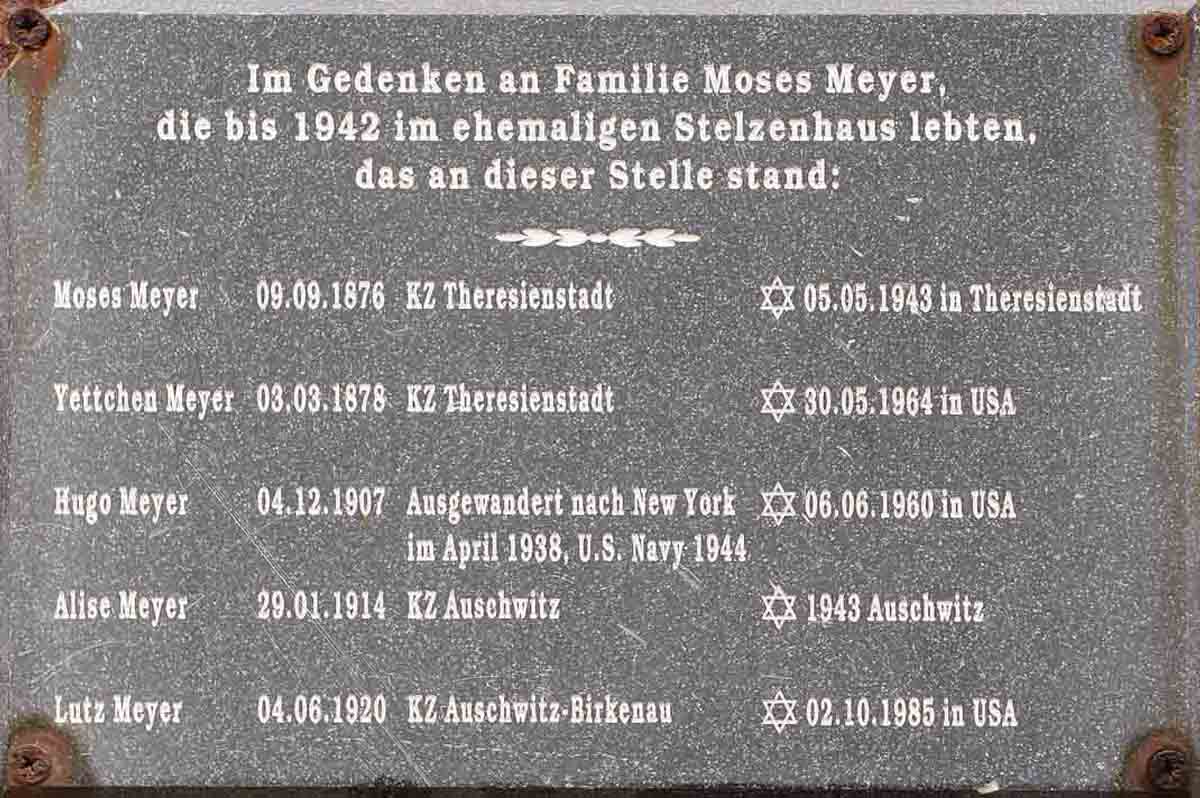 Im Gedenken an Familie Moses Meyer,
die bis 1942 im ehemaligen Stelzenhaus lebten,
das an dieser Stelle stand:
Moses Meyer 09.09.1876 KZ Theresienstadt ✡ 05.05.1943 in Theresienstadt
Yettchen Meyer 03.03.1878 KZ Theresienstadt ✡ 30.05.1964 in USA
Hugo Meyer 04.12.1907 Ausgewandert nach New York ✡ 06.06.1960 in USA
im April 1938, U.S. Navy 1944
Alise Meyer 29.01.1914 KZ Auschwitz ✡ 1943 Auschwitz
Lutz Meyer 04.06.1920 KZ Auschwitz-Birkenau ✡ 02.10.1985 in USA